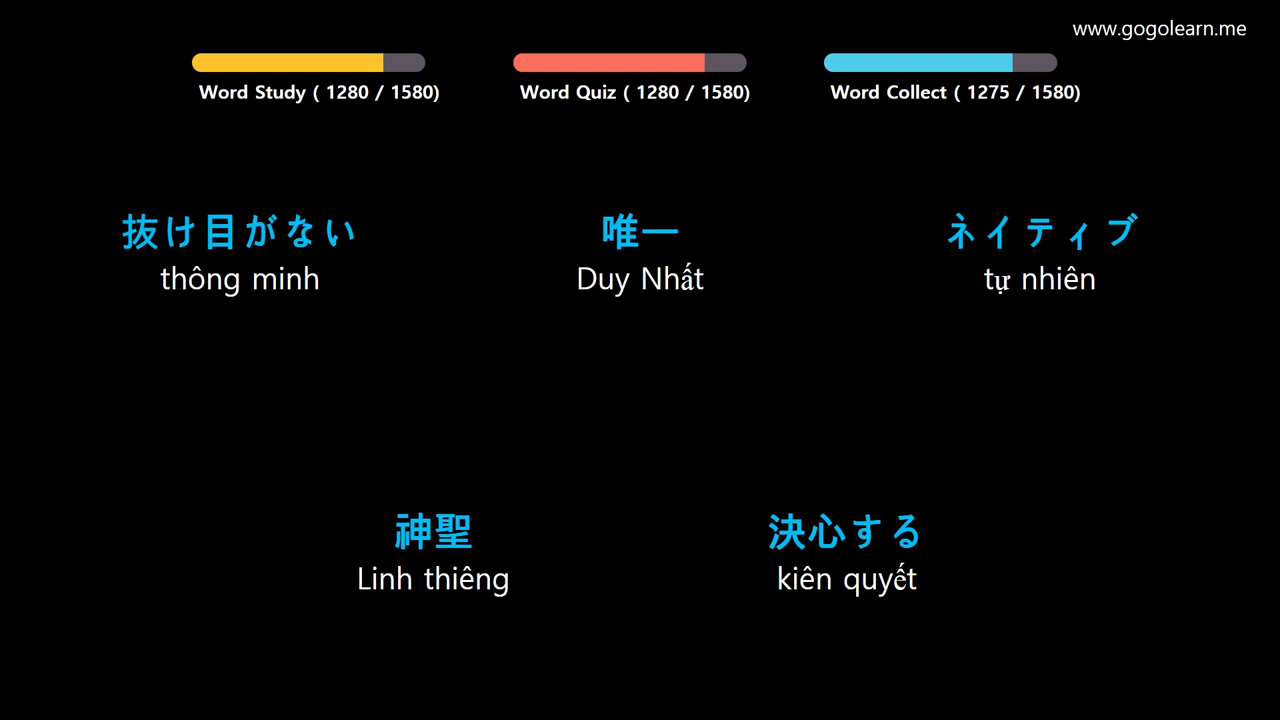 www.gogolearn.me
Word Study ( 1280 / 1580)
Word Quiz ( 1280 / 1580)
Word Collect ( 1275 / 1580)
抜け目がない
thông minh
唯一
Duy Nhất
ネイティブ
tự nhiên
神聖
Linh thiêng
決心する
kiên quyết